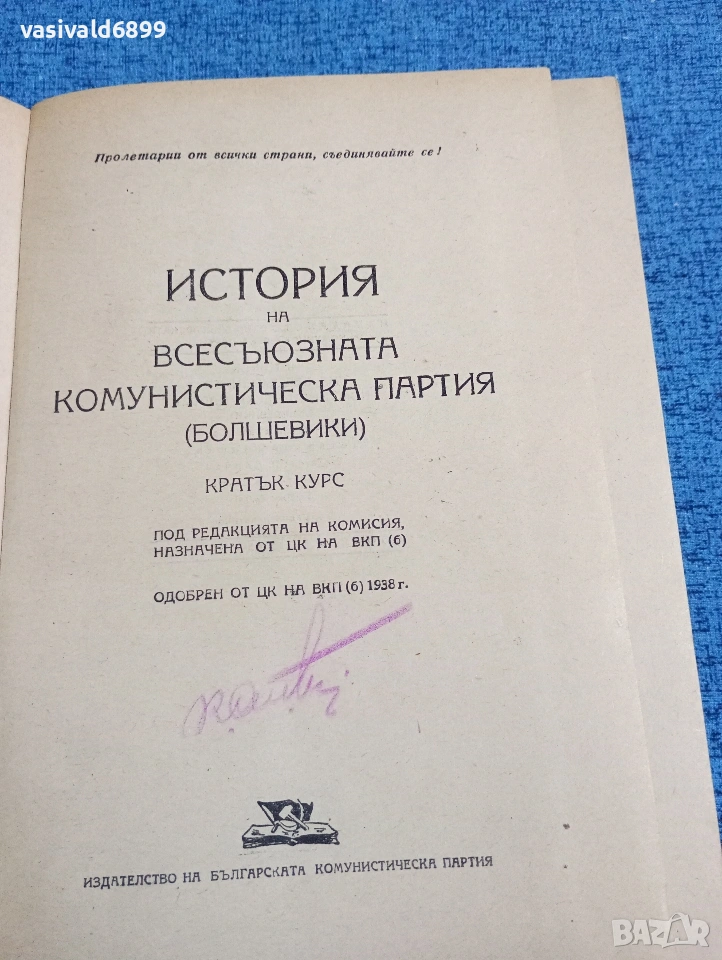 vasivald6899
Пролетарии от всички страни, съединявайте се!
ИСТОРИЯ
НА
ВСЕСЪЮЗНАТА
КОМУНИСТИЧЕСКА ПАРТИЯ
(БОЛШЕВИКИ)
КРАТЪК КУРС
ПОД РЕДАКЦИЯТА НА КОМИСИЯ,
НАЗНАЧЕНА ОТ ЦК НА ВКП (б)
ОДОБРЕН ОТ ЦК НА ВКП (б) 1938 г.
ИЗДАТЕЛСТВО НА БЪЛГАРСКАТА КОМУНИСТИЧЕСКА ПАРТИЯ
BAZAR